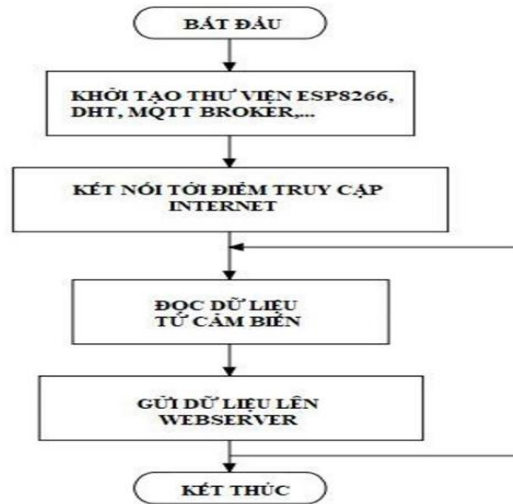 BẮT ĐẦU
KHỞI TẠO THƯ VIỆN ESP8266,
DHT, MQTT BROKER,...
KẾT NỐI TỚI ĐIỂM TRUY CẬP
INTERNET
ĐỌC DỮ LIỆU
TỪ CẢM BIẾN
GỬI DỮ LIỆU LÊN
WEBSERVER
KẾT THÚC